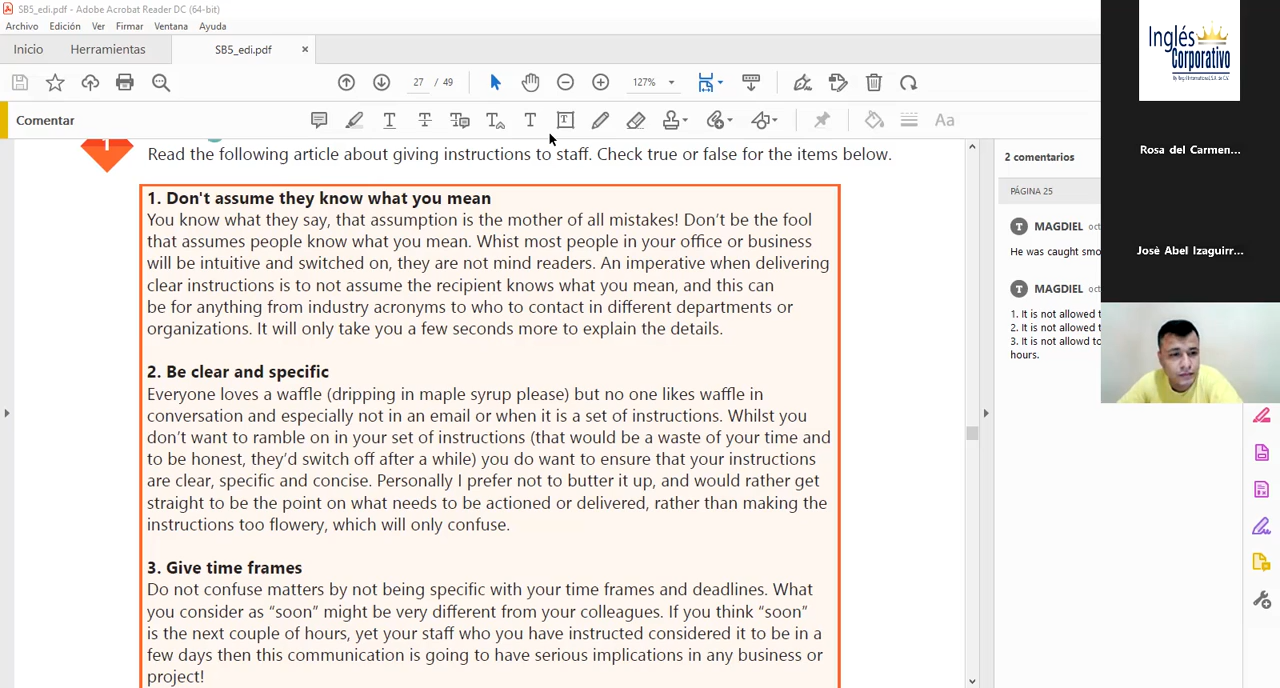 SB5_edi.pdf - Adobe Acrobat Reader DC (64-bit)
Archivo Edición Ver Firmar Ventana Ayuda
Inicio Herramientas SB5_edi.pdf ×
27 / 49 127%
Comentar
Read the following article about giving instructions to staff. Check true or false for the items below.
1. Don't assume they know what you mean
You know what they say, that assumption is the mother of all mistakes! Don't be the fool
that assumes people know what you mean. Whist most people in your office or business
will be intuitive and switched on, they are not mind readers. An imperative when delivering
clear instructions is to not assume the recipient knows what you mean, and this can
be for anything from industry acronyms to who to contact in different departments or
organizations. It will only take you a few seconds more to explain the details.
2. Be clear and specific
Everyone loves a waffle (dripping in maple syrup please) but no one likes waffle in
conversation and especially not in an email or when it is a set of instructions. Whilst you
don't want to ramble on in your set of instructions (that would be a waste of your time and
to be honest, they'd switch off after a while) you do want to ensure that your instructions
are clear, specific and concise. Personally I prefer not to butter it up, and would rather get
straight to be the point on what needs to be actioned or delivered, rather than making the
instructions too flowery, which will only confuse.
3. Give time frames
Do not confuse matters by not being specific with your time frames and deadlines. What
you consider as “soon” might be very different from your colleagues. If you think “soon”
is the next couple of hours, yet your staff who you have instructed considered it to be in a
few days then this communication is going to have serious implications in any business or
project!
2 comentarios
PÁGINA 25
MAGDIEL oct
He was caught smo
MAGDIEL oct
1. It is not allowed t
2. It is not allowed t
3. It is not allowd to
hours.
Inglés
Corporativo
Rosa del Carmen...
Josè Abel Izaguirr...